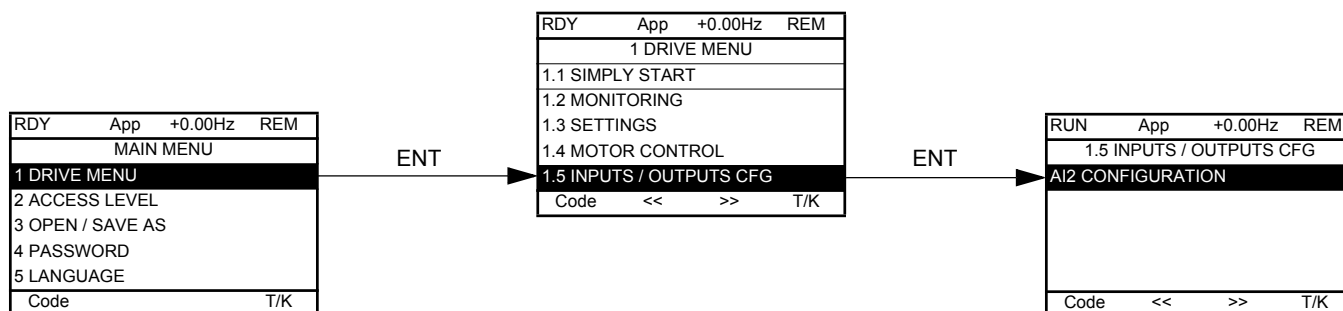 RDY App +0.00Hz REM
MAIN MENU
1 DRIVE MENU
2 ACCESS LEVEL
3 OPEN / SAVE AS
4 PASSWORD
5 LANGUAGE
Code T/K
ENT
RDY App +0.00Hz REM
1 DRIVE MENU
1.1 SIMPLY START
1.2 MONITORING
1.3 SETTINGS
1.4 MOTOR CONTROL
1.5 INPUTS / OUTPUTS CFG
Code << >> T/K
ENT
RUN App +0.00Hz REM
1.5 INPUTS / OUTPUTS CFG
AI2 CONFIGURATION
Code << >> T/K